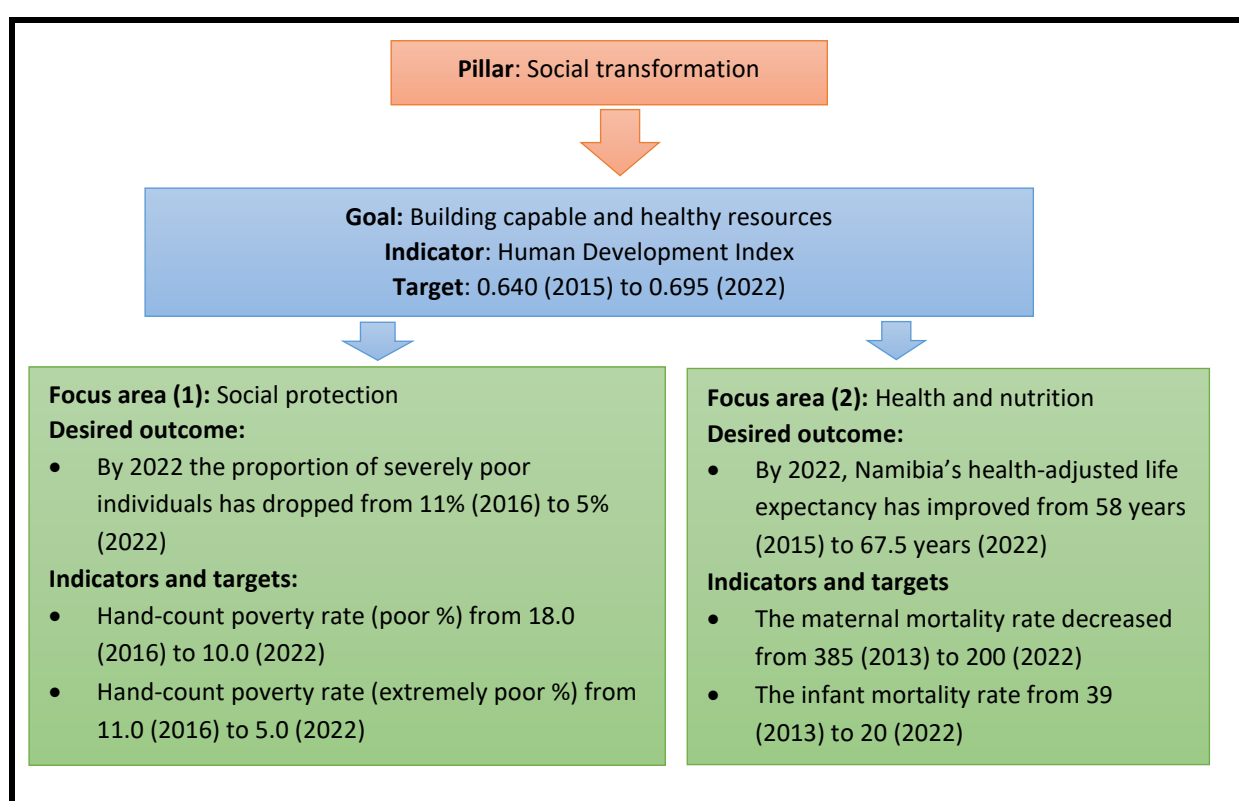 Pillar: Social transformation
Goal: Building capable and healthy resources
Indicator: Human Development Index
Target: 0.640 (2015) to 0.695 (2022)
Focus area (1): Social protection
Desired outcome:
• By 2022 the proportion of severely poor
individuals has dropped from 11% (2016) to 5%
(2022)
Indicators and targets:
• Hand-count poverty rate (poor %) from 18.0
(2016) to 10.0 (2022)
• Hand-count poverty rate (extremely poor %) from
11.0 (2016) to 5.0 (2022)
Focus area (2): Health and nutrition
Desired outcome:
• By 2022, Namibia’s health-adjusted life
expectancy has improved from 58 years
(2015) to 67.5 years (2022)
Indicators and targets
• The maternal mortality rate decreased
from 385 (2013) to 200 (2022)
• The infant mortality rate from 39
(2013) to 20 (2022)